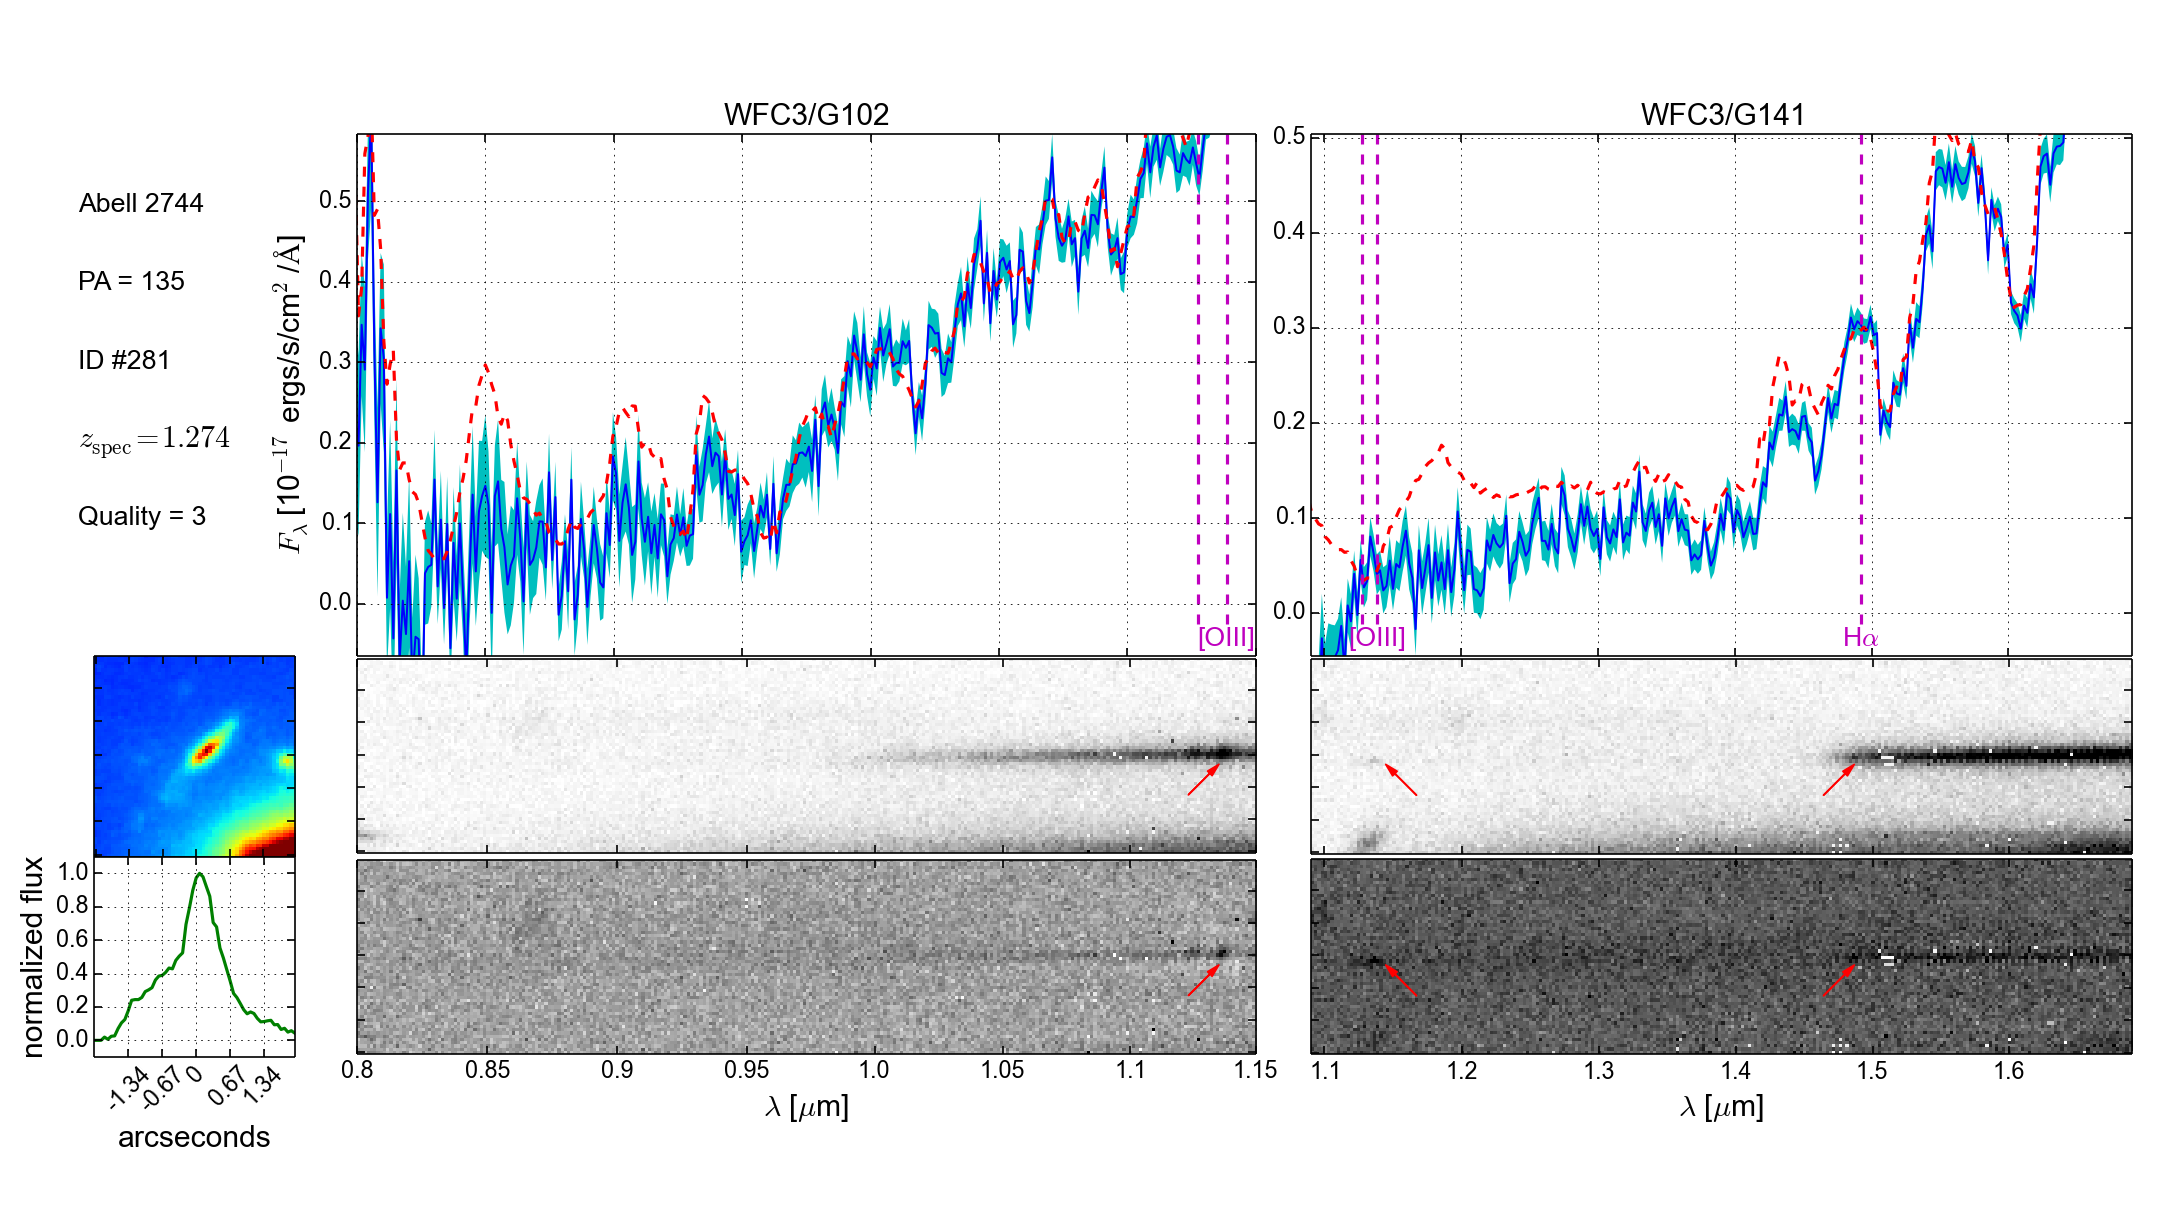 WFC3/G102
WFC3/G141
Abell 2744
PA = 135
ID #281
z_spec = 1.274
Quality = 3
F_λ [10^−17 ergs/s/cm² /Å]
0.5
0.4
0.3
0.2
0.1
0.0
[OIII]
0.5
0.4
0.3
0.2
0.1
0.0
[OIII]
Hα
normalized flux
1.0
0.8
0.6
0.4
0.2
0.0
-1.34
-0.67
0
0.67
1.34
arcseconds
0.8
0.85
0.9
0.95
1.0
1.05
1.1
1.15
λ [μm]
1.1
1.2
1.3
1.4
1.5
1.6
λ [μm]